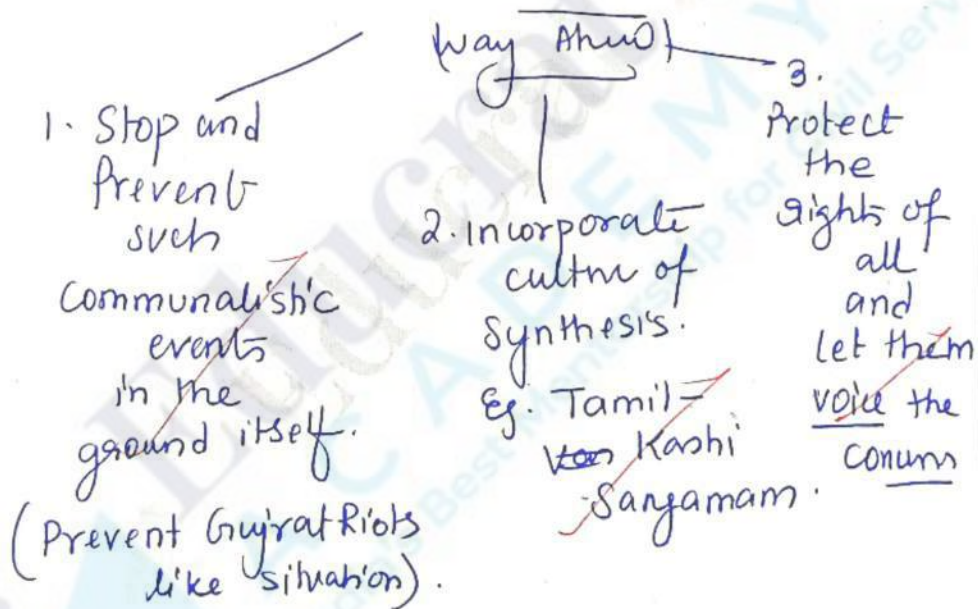 Way Ahead
1. Stop and
Prevent
such
Communalistic
events
in the
ground itself.
(Prevent Gujrat Riots
like situation).
2. incorporate
culture of
Synthesis.
Eg. Tamil-
Kashi
Sangamam.
3.
Protect
the
rights of
all
and
let them
voice the